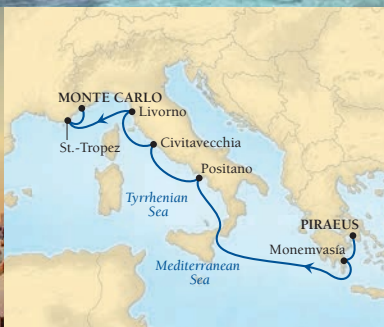 MONTE CARLO
Livorno
St.-Tropez
Civitavecchia
Positano
Tyrrhenian
Sea
PIRAEUS
Monemvasía
Mediterranean
Sea